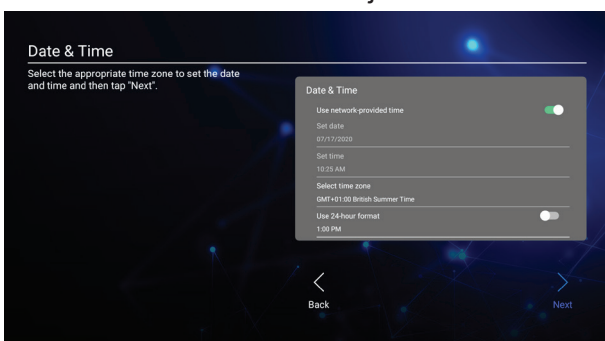 Date & Time
Select the appropriate time zone to set the date
and time and then tap "Next".
Date & Time
Use network-provided time
Set date
07/17/2020
Set time
10:25 AM
Select time zone
GMT+01:00 British Summer Time
Use 24-hour format
1:00 PM
Back
Next